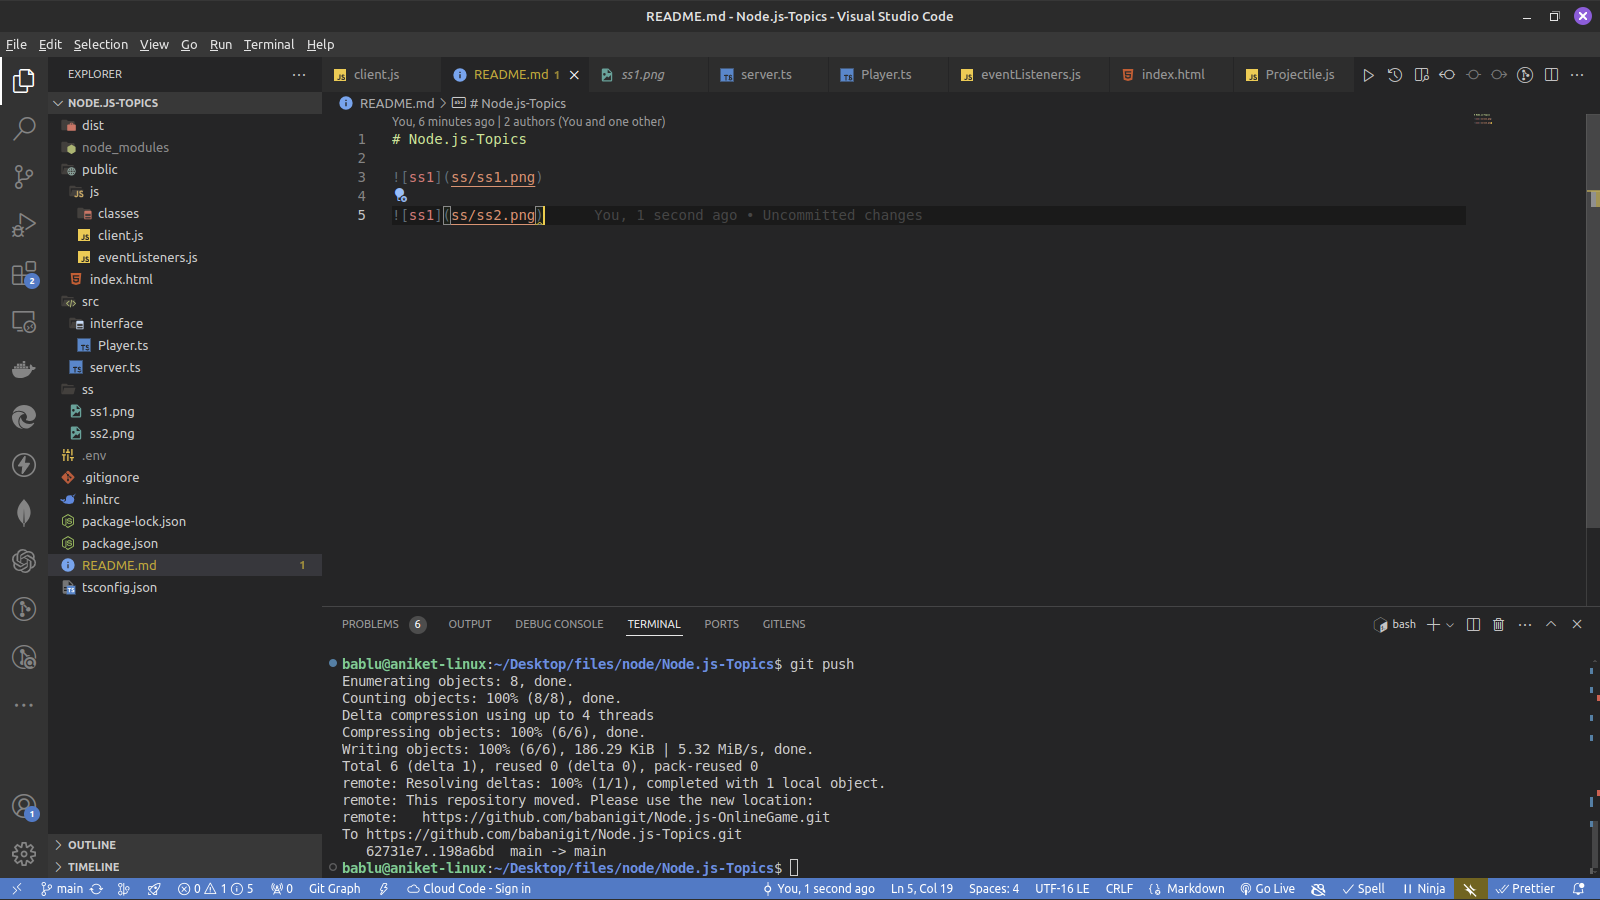 README.md - Node.js-Topics - Visual Studio Code
File Edit Selection View Go Run Terminal Help
EXPLORER
client.js README.md 1 ss1.png server.ts Player.ts eventListeners.js index.html Projectile.js
NODE.JS-TOPICS
dist
node_modules
public
js
classes
client.js
eventListeners.js
index.html
src
interface
Player.ts
server.ts
ss
ss1.png
ss2.png
.env
.gitignore
.hintrc
package-lock.json
package.json
README.md 1
tsconfig.json
OUTLINE
TIMELINE
2
1
README.md > # Node.js-Topics
You, 6 minutes ago | 2 authors (You and one other)
1 # Node.js-Topics
2
3 ![ss1](ss/ss1.png)
4
5 ![ss1](ss/ss2.png) You, 1 second ago • Uncommitted changes
PROBLEMS 6 OUTPUT DEBUG CONSOLE TERMINAL PORTS GITLENS
bash
bablu@aniket-linux:~/Desktop/files/node/Node.js-Topics$ git push
Enumerating objects: 8, done.
Counting objects: 100% (8/8), done.
Delta compression using up to 4 threads
Compressing objects: 100% (6/6), done.
Writing objects: 100% (6/6), 186.29 KiB | 5.32 MiB/s, done.
Total 6 (delta 1), reused 0 (delta 0), pack-reused 0
remote: Resolving deltas: 100% (1/1), completed with 1 local object.
remote: This repository moved. Please use the new location:
remote:   https://github.com/babanigit/Node.js-OnlineGame.git
To https://github.com/babanigit/Node.js-Topics.git
   62731e7..198a6bd  main -> main
bablu@aniket-linux:~/Desktop/files/node/Node.js-Topics$
main 0 1 5 0 Git Graph Cloud Code - Sign in You, 1 second ago Ln 5, Col 19 Spaces: 4 UTF-16 LE CRLF Markdown Go Live Spell Ninja Prettier